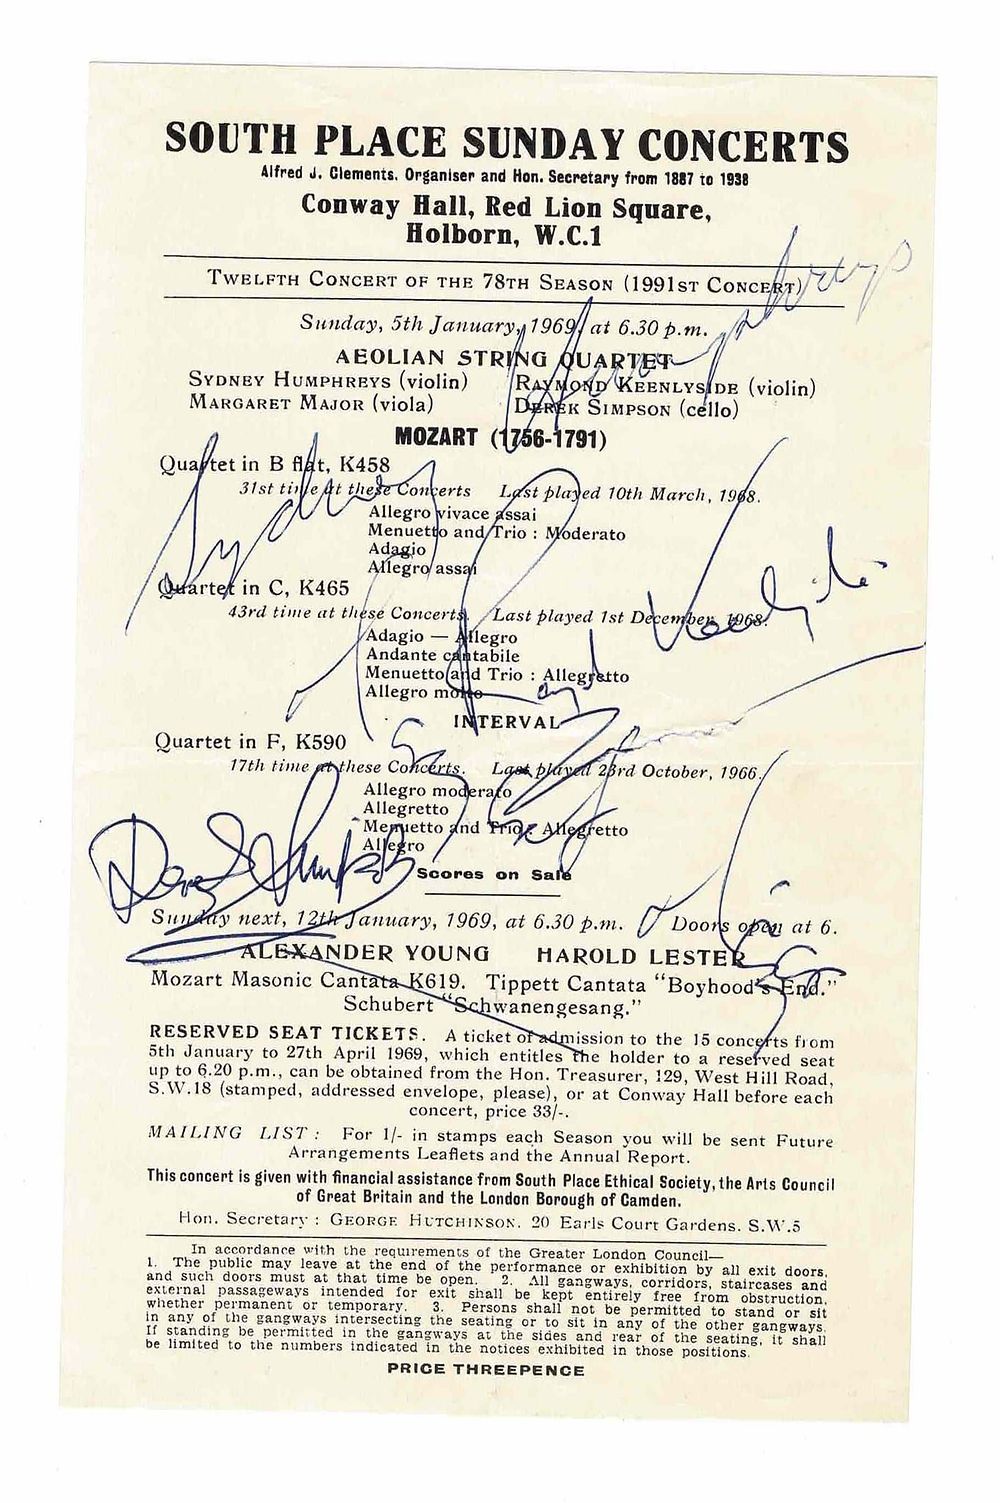 SOUTH PLACE SUNDAY CONCERTS
Alfred J. Clements. Organiser and Hon. Secretary from 1887 to 1938
Conway Hall, Red Lion Square,
Holborn, W.C.1
TWELFTH CONCERT OF THE 78TH SEASON (1991ST CONCERT)
Sunday, 5th January, 1969, at 6.30 p.m.
AEOLIAN STRING QUARTET
SYDNEY HUMPHREYS (violin) RAYMOND KEENLYSIDE (violin)
MARGARET MAJOR (viola) DEREK SIMPSON (cello)
MOZART (1756-1791)
Quartet in B flat, K458
31st time at these Concerts Last played 10th March, 1968.
Allegro vivace assai
Menuetto and Trio : Moderato
Adagio
Allegro assai
Quartet in C, K465
43rd time at these Concerts. Last played 1st December, 1968.
Adagio — Allegro
Andante cantabile
Menuetto and Trio : Allegretto
Allegro molto
INTERVAL
Quartet in F, K590
17th time at these Concerts. Last played 23rd October, 1966.
Allegro moderato
Allegretto
Menuetto and Trio : Allegretto
Allegro
Scores on Sale
Sunday next, 12th January, 1969, at 6.30 p.m. Doors open at 6.
ALEXANDER YOUNG HAROLD LESTER
Mozart Masonic Cantata K619. Tippett Cantata "Boyhood's End."
Schubert "Schwanengesang."
RESERVED SEAT TICKETS. A ticket of admission to the 15 concerts from
5th January to 27th April 1969, which entitles the holder to a reserved seat
up to 6.20 p.m., can be obtained from the Hon. Treasurer, 129, West Hill Road,
S.W.18 (stamped, addressed envelope, please), or at Conway Hall before each
concert, price 33/-.
MAILING LIST : For 1/- in stamps each Season you will be sent Future
Arrangements Leaflets and the Annual Report.
This concert is given with financial assistance from South Place Ethical Society, the Arts Council
of Great Britain and the London Borough of Camden.
Hon. Secretary : GEORGE HUTCHINSON. 20 Earls Court Gardens. S.W.5
In accordance with the requirements of the Greater London Council—
1. The public may leave at the end of the performance or exhibition by all exit doors,
and such doors must at that time be open. 2. All gangways, corridors, staircases and
external passageways intended for exit shall be kept entirely free from obstruction,
whether permanent or temporary. 3. Persons shall not be permitted to stand or sit
in any of the gangways intersecting the seating or to sit in any of the other gangways.
If standing be permitted in the gangways at the sides and rear of the seating, it shall
be limited to the numbers indicated in the notices exhibited in those positions.
PRICE THREEPENCE
Sydney Humphreys
Derek Simpson